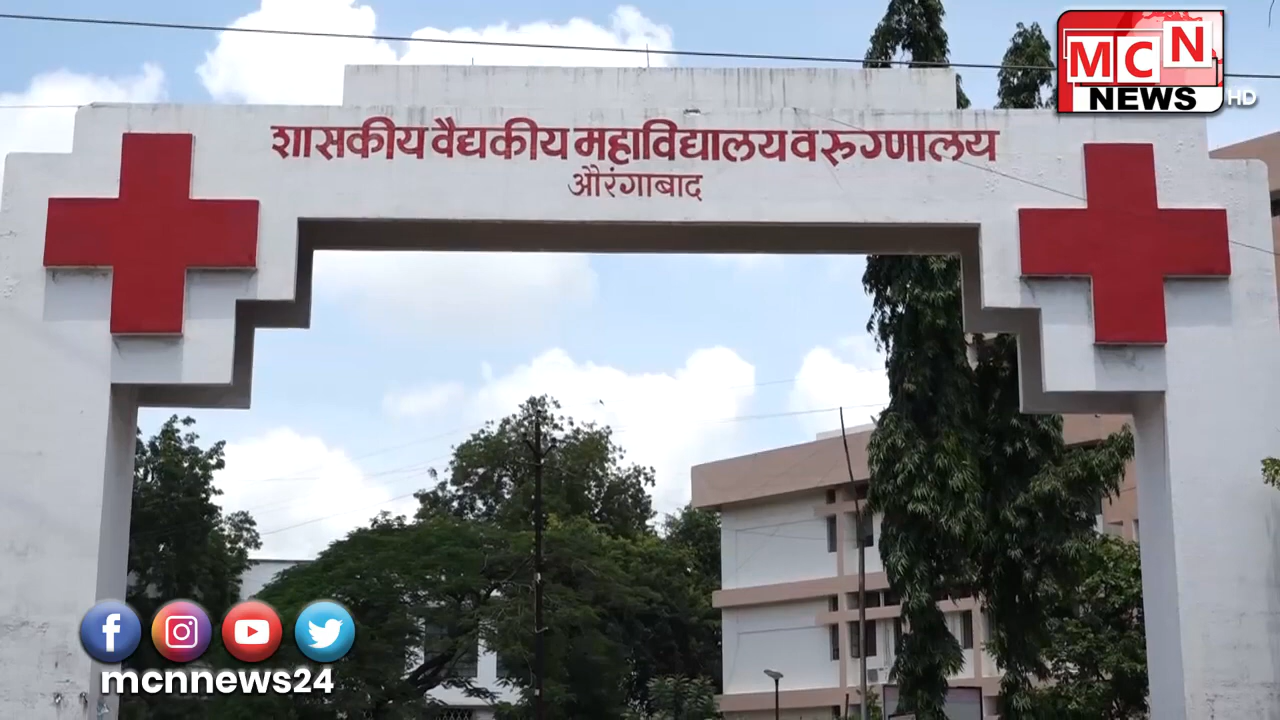 MCN
NEWS
HD
शासकीय वैद्यकीय महाविद्यालय व रुग्णालय
औरंगाबाद
mcnnews24